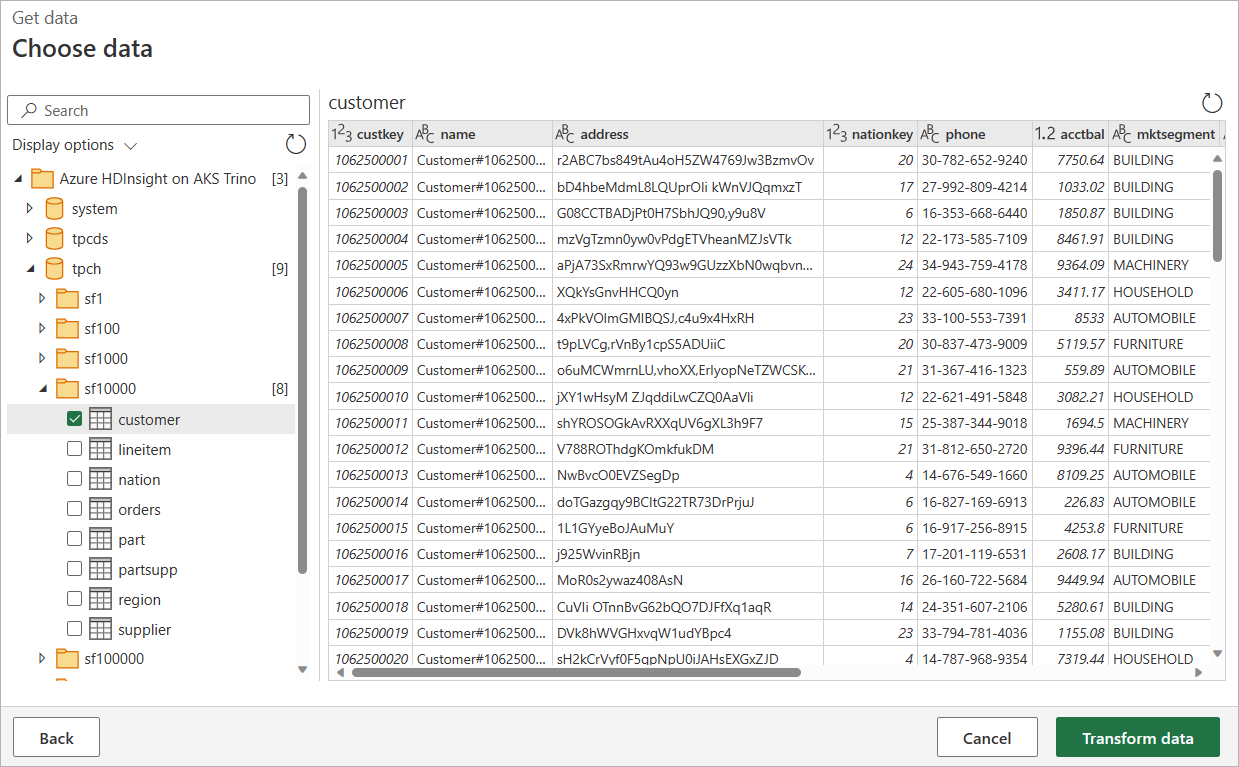 Get data
Choose data
Search
Display options
Azure HDInsight on AKS Trino [3]
system
tpcds
tpch [9]
sf1
sf100
sf1000
sf10000 [8]
customer
lineitem
nation
orders
part
partsupp
region
supplier
sf100000
customer
1²3 custkey ABC name ABC address 1²3 nationkey ABC phone 1.2 acctbal ABC mktsegment
1062500001 Customer#1062500... r2ABC7bs849tAu4oH5ZW4769Jw3BzmvOv 20 30-782-652-9240 7750.64 BUILDING
1062500002 Customer#1062500... bD4hbeMdmL8LQUprOIi kWnVJQqmxzT 17 27-992-809-4214 1033.02 BUILDING
1062500003 Customer#1062500... G08CCTBADjPt0H7SbhJQ90,y9u8V 6 16-353-668-6440 1850.87 BUILDING
1062500004 Customer#1062500... mzVgTzmn0yw0vPdgETVheanMZJsVTk 12 22-173-585-7109 8461.91 BUILDING
1062500005 Customer#1062500... aPjA73SxRmrwYQ93w9GUzzXbN0wqbvn... 24 34-943-759-4178 9364.09 MACHINERY
1062500006 Customer#1062500... XQkYsGnvHHCQ0yn 12 22-605-680-1096 3411.17 HOUSEHOLD
1062500007 Customer#1062500... 4xPkVOImGMIBQSJ,c4u9x4HxRH 23 33-100-553-7391 8533 AUTOMOBILE
1062500008 Customer#1062500... t9pLVCg,rVnBy1cpS5ADUiiC 20 30-837-473-9009 5119.57 FURNITURE
1062500009 Customer#1062500... o6uMCWmrnLU,vhoXX,ErIyopNeTZWCSK... 21 31-367-416-1323 559.89 AUTOMOBILE
1062500010 Customer#1062500... jXY1wHsyM ZJqddiLwCZQ0AaVli 12 22-621-491-5848 3082.21 HOUSEHOLD
1062500011 Customer#1062500... shYROSOGkAvRXXqUV6gXL3h9F7 15 25-387-344-9018 1694.5 MACHINERY
1062500012 Customer#1062500... V788ROThdgKOmkfukDM 21 31-812-650-2720 9396.44 FURNITURE
1062500013 Customer#1062500... NwBvcO0EVZSegDp 4 14-676-549-1660 8109.25 AUTOMOBILE
1062500014 Customer#1062500... doTGazgqy9BCltG22TR73DrPrjuJ 6 16-827-169-6913 226.83 AUTOMOBILE
1062500015 Customer#1062500... 1L1GYyeBoJAuMuY 6 16-917-256-8915 4253.8 FURNITURE
1062500016 Customer#1062500... j925WvinRBjn 7 17-201-119-6531 2608.17 BUILDING
1062500017 Customer#1062500... MoR0s2ywaz408AsN 16 26-160-722-5684 9449.94 AUTOMOBILE
1062500018 Customer#1062500... CuVIi OTnnBvG62bQO7DJFfXq1aqR 14 24-351-607-2106 5280.61 BUILDING
1062500019 Customer#1062500... DVk8hWVGHxvqW1udYBpc4 23 33-794-781-4036 1155.08 BUILDING
1062500020 Customer#1062500... sH2kCrVyf0F5gpNpU0iJAHsEXGxZJD 4 14-787-968-9354 7319.44 HOUSEHOLD
Back
Cancel
Transform data